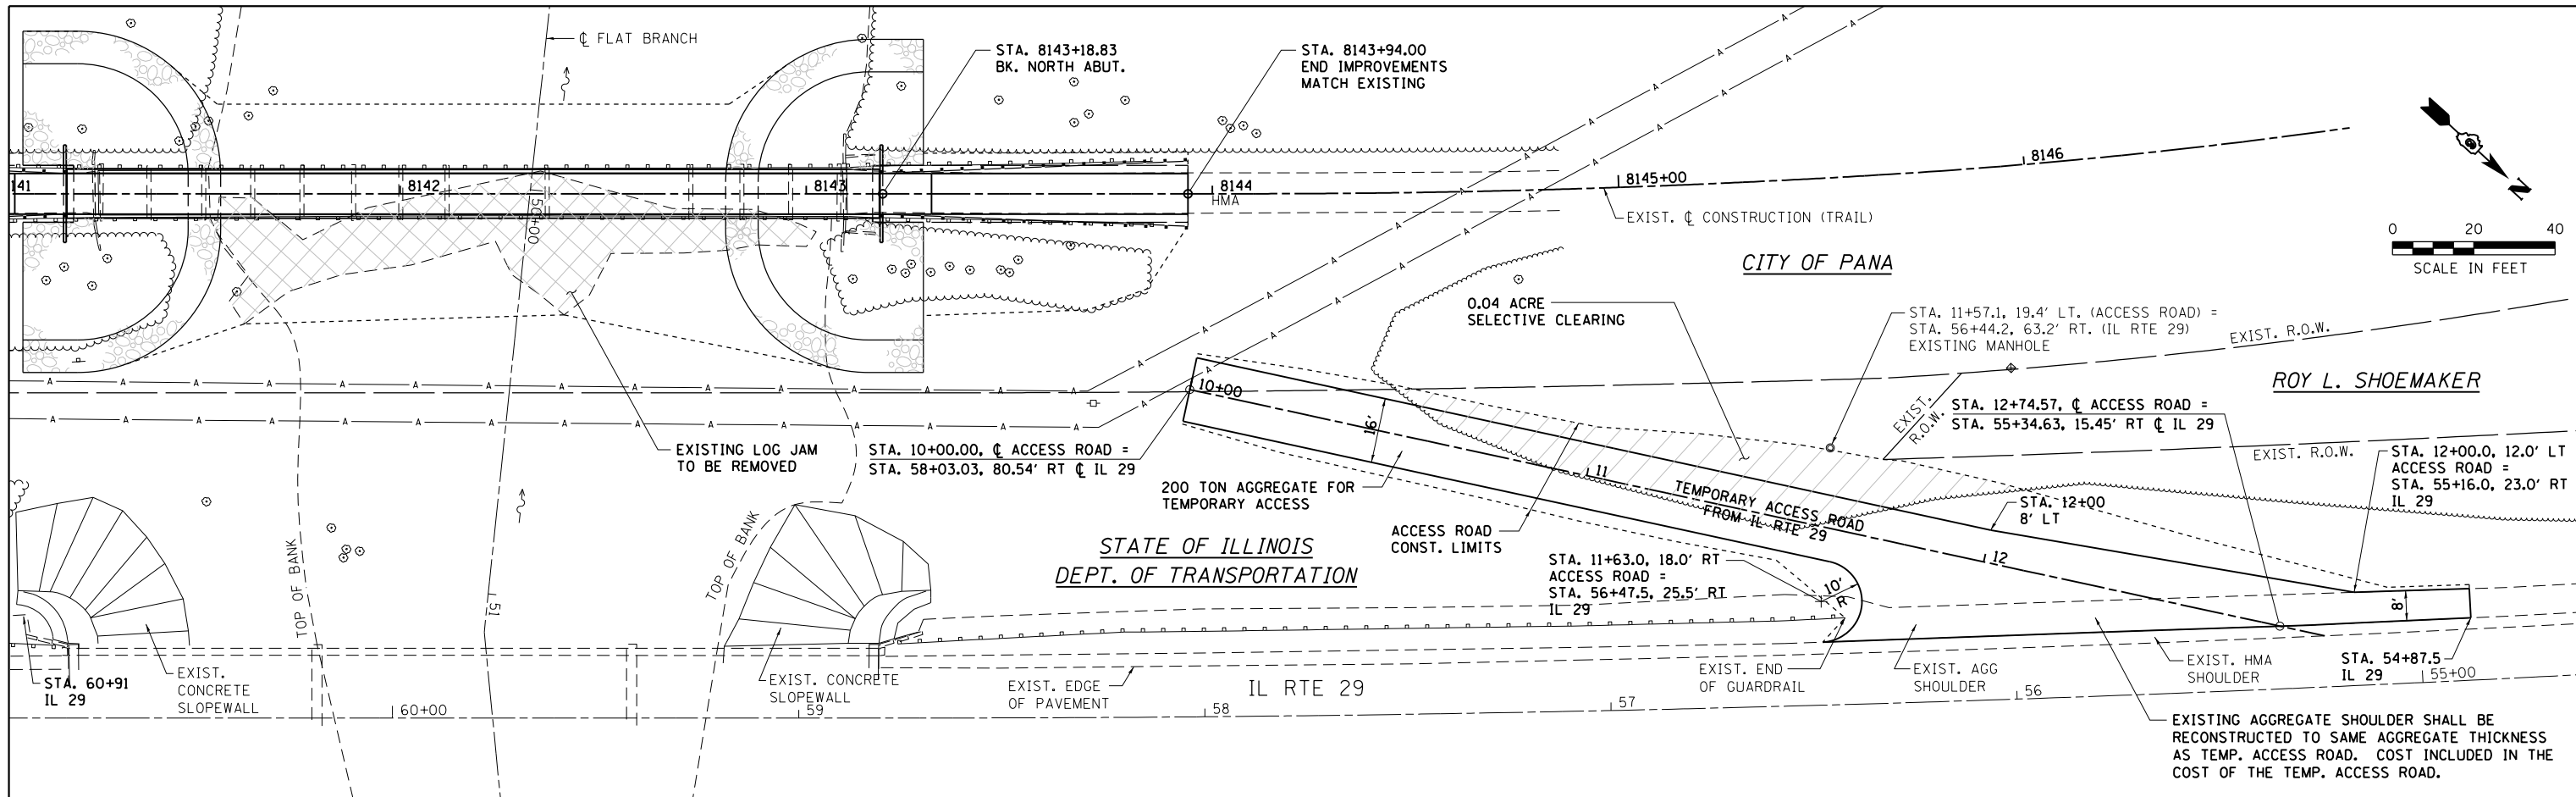 ℄ FLAT BRANCH
STA. 8143+18.83
BK. NORTH ABUT.
STA. 8143+94.00
END IMPROVEMENTS
MATCH EXISTING
141
8142
8143
8144
HMA
8145+00
8146
EXIST. ℄ CONSTRUCTION (TRAIL)
N
0 20 40
SCALE IN FEET
50+00
CITY OF PANA
0.04 ACRE
SELECTIVE CLEARING
STA. 11+57.1, 19.4' LT. (ACCESS ROAD) =
STA. 56+44.2, 63.2' RT. (IL RTE 29)
EXISTING MANHOLE
EXIST. R.O.W.
ROY L. SHOEMAKER
EXIST.
R.O.W.
STA. 12+74.57, ℄ ACCESS ROAD =
STA. 55+34.63, 15.45' RT ℄ IL 29
EXIST. R.O.W.
STA. 12+00.0, 12.0' LT
ACCESS ROAD =
STA. 55+16.0, 23.0' RT
IL 29
10+00
16'
EXISTING LOG JAM
TO BE REMOVED
STA. 10+00.00, ℄ ACCESS ROAD =
STA. 58+03.03, 80.54' RT ℄ IL 29
11
200 TON AGGREGATE FOR
TEMPORARY ACCESS
TEMPORARY ACCESS ROAD
FROM IL RTE 29
STA. 12+00
8' LT
ACCESS ROAD
CONST. LIMITS
12
STATE OF ILLINOIS
DEPT. OF TRANSPORTATION
STA. 11+63.0, 18.0' RT
ACCESS ROAD =
STA. 56+47.5, 25.5' RT
IL 29
10'
R
8'
TOP OF BANK
TOP OF BANK
51
STA. 60+91
IL 29
EXIST.
CONCRETE
SLOPEWALL
EXIST. CONCRETE
SLOPEWALL
EXIST. EDGE
OF PAVEMENT
IL RTE 29
EXIST. END
OF GUARDRAIL
EXIST. AGG
SHOULDER
EXIST. HMA
SHOULDER
STA. 54+87.5
IL 29
60+00
59
58
57
56
55+00
EXISTING AGGREGATE SHOULDER SHALL BE
RECONSTRUCTED TO SAME AGGREGATE THICKNESS
AS TEMP. ACCESS ROAD. COST INCLUDED IN THE
COST OF THE TEMP. ACCESS ROAD.
A A A A A A A A A A A A A A A A A A A A A A A A A A A A A A A A A A